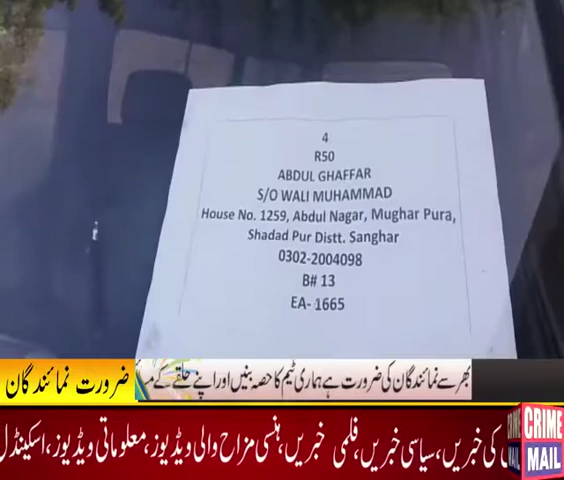 4
R50
ABDUL GHAFFAR
S/O WALI MUHAMMAD
House No. 1259, Abdul Nagar, Mughar Pura,
Shadad Pur Distt. Sanghar
0302-2004098
B# 13
EA- 1665
ضرورت نمائندگان
بھر سے نمائندگان کی ضرورت ہے ہماری ٹیم کا حصہ بنیں اور اپنے حلقے کے
کی خبریں، سیاسی خبریں، فلمی خبریں، ہنسی مزاح والی ویڈیوز، معلوماتی ویڈیوز، اسکینڈل
CRIME
MAIL